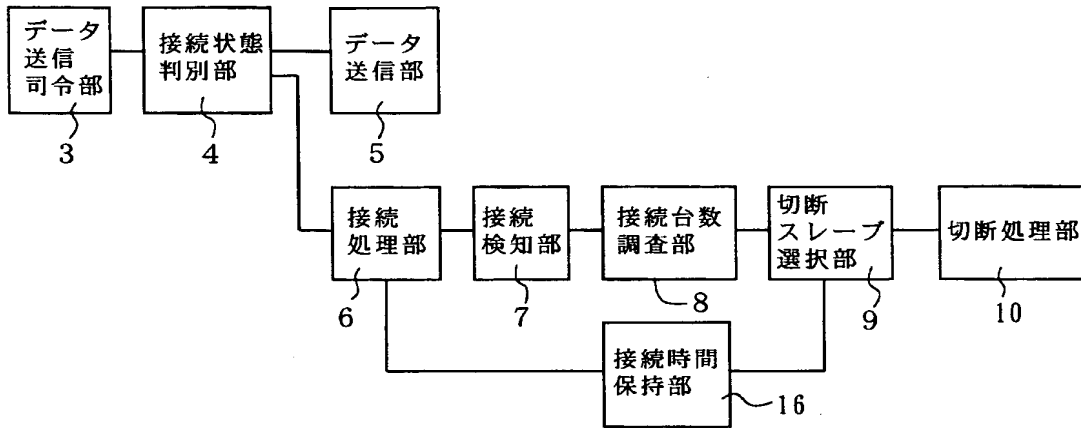 データ
送信
司令部
3
接続状態
判別部
4
データ
送信部
5
接続
処理部
6
接続
検知部
7
接続台数
調査部
8
切断
スレーブ
選択部
9
切断処理部
10
接続時間
保持部
16